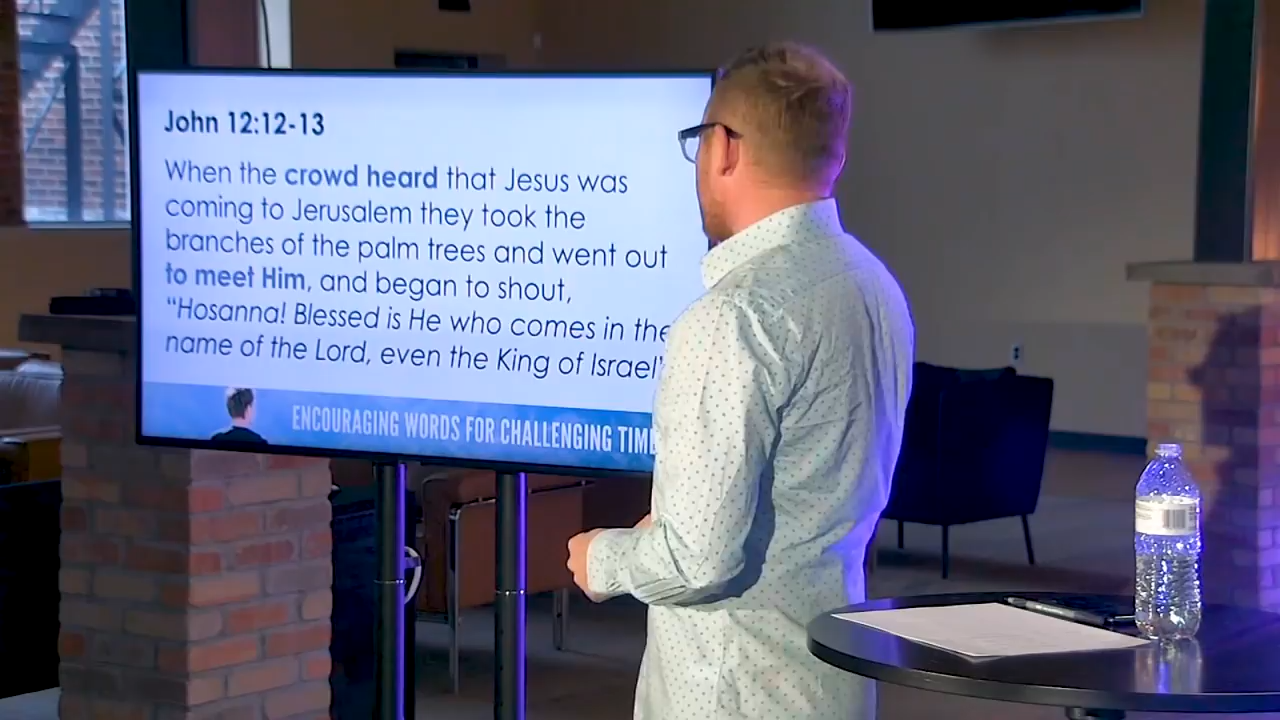 John 12:12-13
When the crowd heard that Jesus was
coming to Jerusalem they took the
branches of the palm trees and went out
to meet Him, and began to shout,
“Hosanna! Blessed is He who comes in the
name of the Lord, even the King of Israel”
ENCOURAGING WORDS FOR CHALLENGING TIME